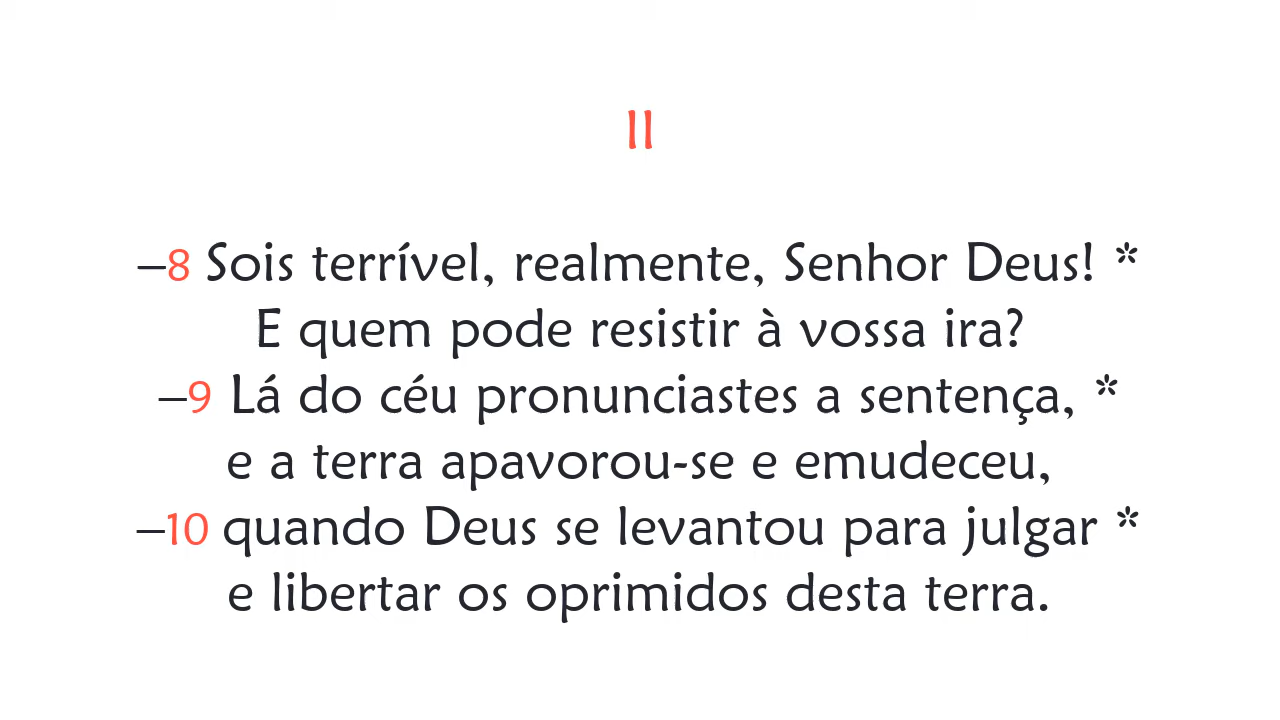 II
–8 Sois terrível, realmente, Senhor Deus! *
E quem pode resistir à vossa ira?
–9 Lá do céu pronunciastes a sentença, *
e a terra apavorou-se e emudeceu,
–10 quando Deus se levantou para julgar *
e libertar os oprimidos desta terra.